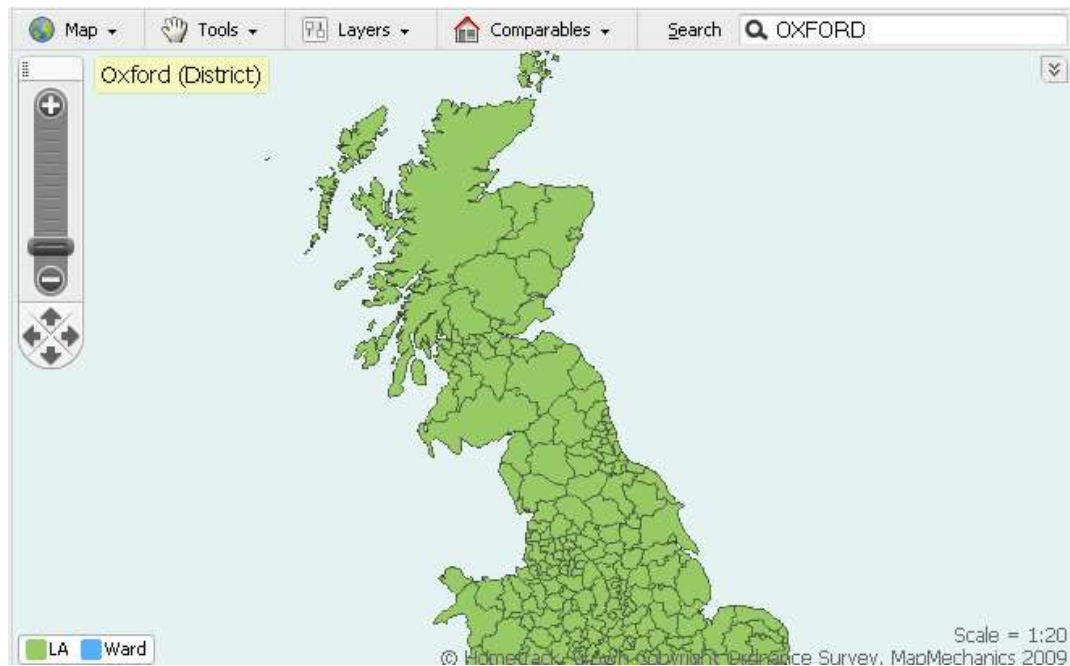 Map Tools Layers Comparables Search OXFORD
Oxford (District)
LA Ward
Scale = 1:20
© Hometrack, Crown copyright Ordnance Survey, MapMechanics 2009